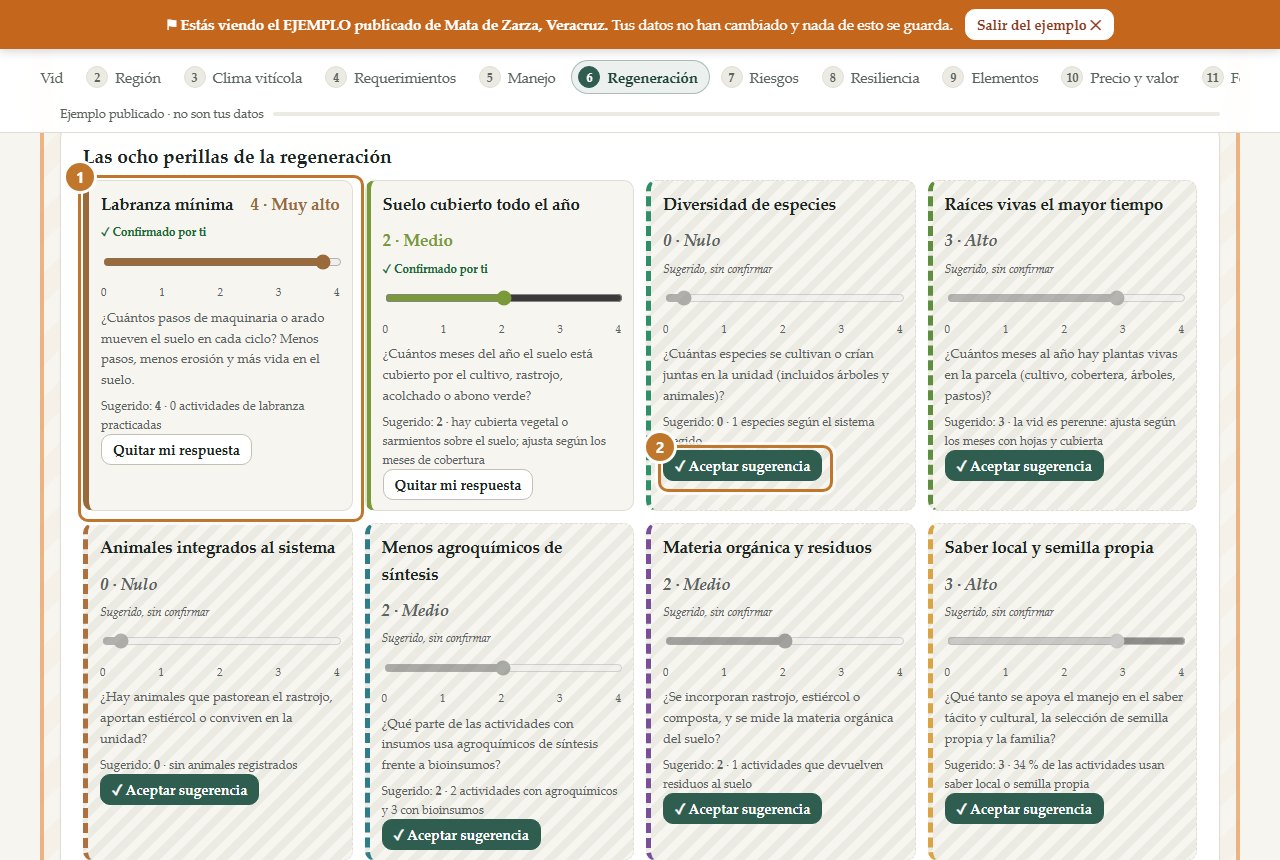 ⚑ Estás viendo el EJEMPLO publicado de Mata de Zarza, Veracruz. Tus datos no han cambiado y nada de esto se guarda. Salir del ejemplo ✕
Vid 2 Región 3 Clima vitícola 4 Requerimientos 5 Manejo 6 Regeneración 7 Riesgos 8 Resiliencia 9 Elementos 10 Precio y valor 11
Ejemplo publicado · no son tus datos
Las ocho perillas de la regeneración
1
Labranza mínima 4 · Muy alto
✓ Confirmado por ti
0 1 2 3 4
¿Cuántos pasos de maquinaria o arado
mueven el suelo en cada ciclo? Menos
pasos, menos erosión y más vida en el
suelo.
Sugerido: 4 · 0 actividades de labranza
practicadas
Quitar mi respuesta
Suelo cubierto todo el año
2 · Medio
✓ Confirmado por ti
0 1 2 3 4
¿Cuántos meses del año el suelo está
cubierto por el cultivo, rastrojo,
acolchado o abono verde?
Sugerido: 2 · hay cubierta vegetal o
sarmientos sobre el suelo; ajusta según los
meses de cobertura
Quitar mi respuesta
Diversidad de especies
0 · Nulo
Sugerido, sin confirmar
0 1 2 3 4
¿Cuántas especies se cultivan o crían
juntas en la unidad (incluidos árboles y
animales)?
Sugerido: 0 · 1 especies según el sistema
2
✓ Aceptar sugerencia
Raíces vivas el mayor tiempo
3 · Alto
Sugerido, sin confirmar
0 1 2 3 4
¿Cuántos meses al año hay plantas vivas
en la parcela (cultivo, cobertera, árboles,
pastos)?
Sugerido: 3 · la vid es perenne: ajusta según
los meses con hojas y cubierta
✓ Aceptar sugerencia
Animales integrados al sistema
0 · Nulo
Sugerido, sin confirmar
0 1 2 3 4
¿Hay animales que pastorean el rastrojo,
aportan estiércol o conviven en la
unidad?
Sugerido: 0 · sin animales registrados
✓ Aceptar sugerencia
Menos agroquímicos de
síntesis
2 · Medio
Sugerido, sin confirmar
0 1 2 3 4
¿Qué parte de las actividades con
insumos usa agroquímicos de síntesis
frente a bioinsumos?
Sugerido: 2 · 2 actividades con agroquímicos
y 3 con bioinsumos
✓ Aceptar sugerencia
Materia orgánica y residuos
2 · Medio
Sugerido, sin confirmar
0 1 2 3 4
¿Se incorporan rastrojo, estiércol o
composta, y se mide la materia orgánica
del suelo?
Sugerido: 2 · 1 actividades que devuelven
residuos al suelo
✓ Aceptar sugerencia
Saber local y semilla propia
3 · Alto
Sugerido, sin confirmar
0 1 2 3 4
¿Qué tanto se apoya el manejo en el saber
tácito y cultural, la selección de semilla
propia y la familia?
Sugerido: 3 · 34 % de las actividades usan
saber local o semilla propia
✓ Aceptar sugerencia